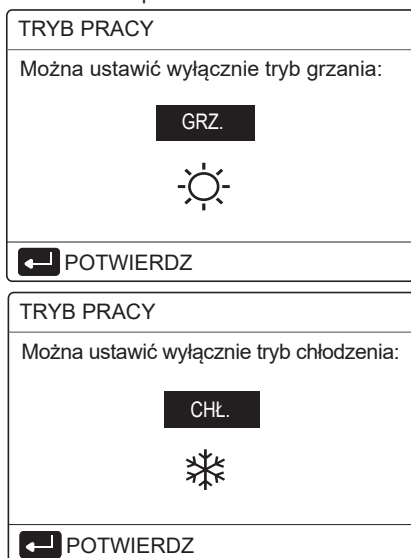 TRYB PRACY
Można ustawić wyłącznie tryb grzania:
GRZ.
POTWIERDZ
TRYB PRACY
Można ustawić wyłącznie tryb chłodzenia:
CHŁ.
POTWIERDZ